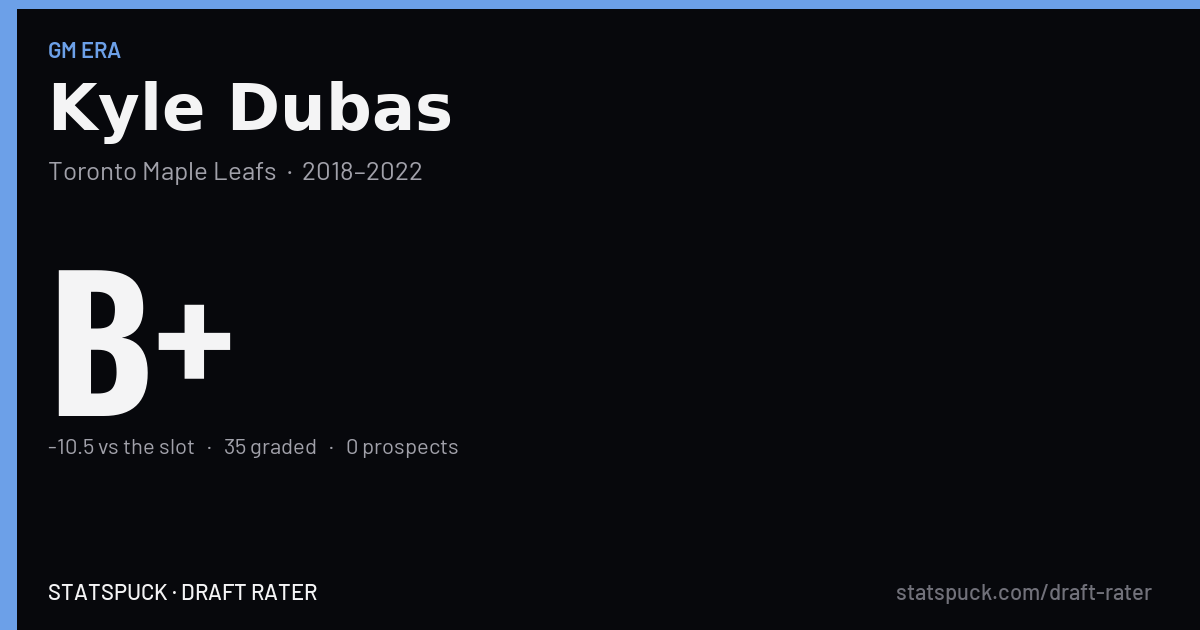 GM ERA
Kyle Dubas
Toronto Maple Leafs · 2018–2022
B+
-10.5 vs the slot · 35 graded · 0 prospects
STATSPUCK · DRAFT RATER
statspuck.com/draft-rater